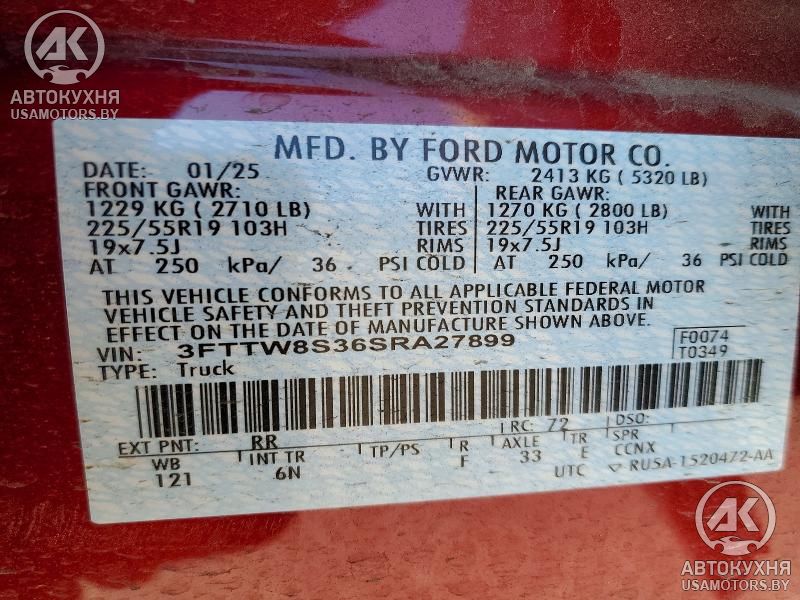 AK
АВТОКУХНЯ
USAMOTORS.BY
MFD. BY FORD MOTOR CO.
DATE: 01/25 GVWR: 2413 KG ( 5320 LB)
FRONT GAWR: REAR GAWR:
1229 KG ( 2710 LB) WITH 1270 KG ( 2800 LB) WITH
225/55R19 103H TIRES 225/55R19 103H TIRES
19x7.5J RIMS 19x7.5J RIMS
AT 250 kPa/ 36 PSI COLD AT 250 kPa/ 36 PSI COLD
THIS VEHICLE CONFORMS TO ALL APPLICABLE FEDERAL MOTOR
VEHICLE SAFETY AND THEFT PREVENTION STANDARDS IN
EFFECT ON THE DATE OF MANUFACTURE SHOWN ABOVE.
VIN: 3FTTW8S36SRA27899 F0074
TYPE: Truck T0349
RC: 72 DSO:
EXT PNT: RR
WB INT TR TP/PS R AXLE TR SPR
121 6N F 33 E CCNX
UTC RUSA-1520472-AA
AK
АВТОКУХНЯ
USAMOTORS.BY